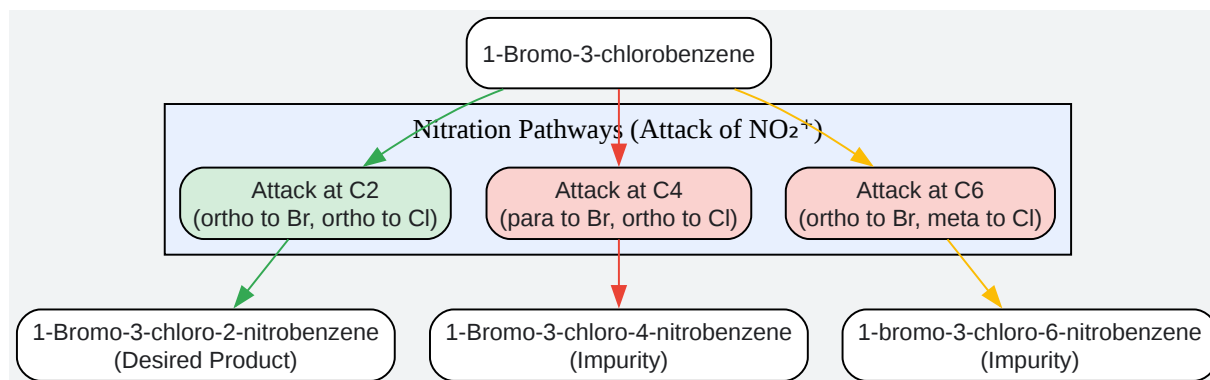 1-Bromo-3-chlorobenzene
Nitration Pathways (Attack of NO₂⁺)
Attack at C2
(ortho to Br, ortho to Cl)
Attack at C4
(para to Br, ortho to Cl)
Attack at C6
(ortho to Br, meta to Cl)
1-Bromo-3-chloro-2-nitrobenzene
(Desired Product)
1-Bromo-3-chloro-4-nitrobenzene
(Impurity)
1-bromo-3-chloro-6-nitrobenzene
(Impurity)